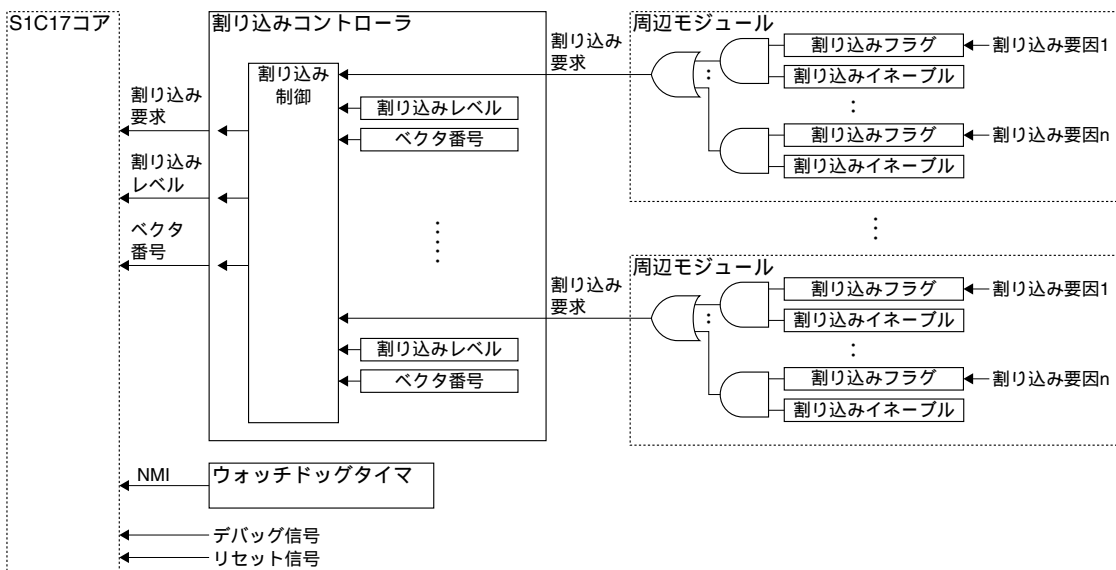 S1C17コア
割り込みコントローラ
周辺モジュール
割り込み
要求
割り込みフラグ
割り込み要因1
割り込み
制御
割り込みイネーブル
割り込み
要求
割り込みレベル
ベクタ番号
割り込みフラグ
割り込み要因n
割り込みイネーブル
割り込み
レベル
ベクタ
番号
周辺モジュール
割り込み
要求
割り込みフラグ
割り込み要因1
割り込みイネーブル
割り込みレベル
ベクタ番号
割り込みフラグ
割り込み要因n
割り込みイネーブル
NMI
ウォッチドッグタイマ
デバッグ信号
リセット信号